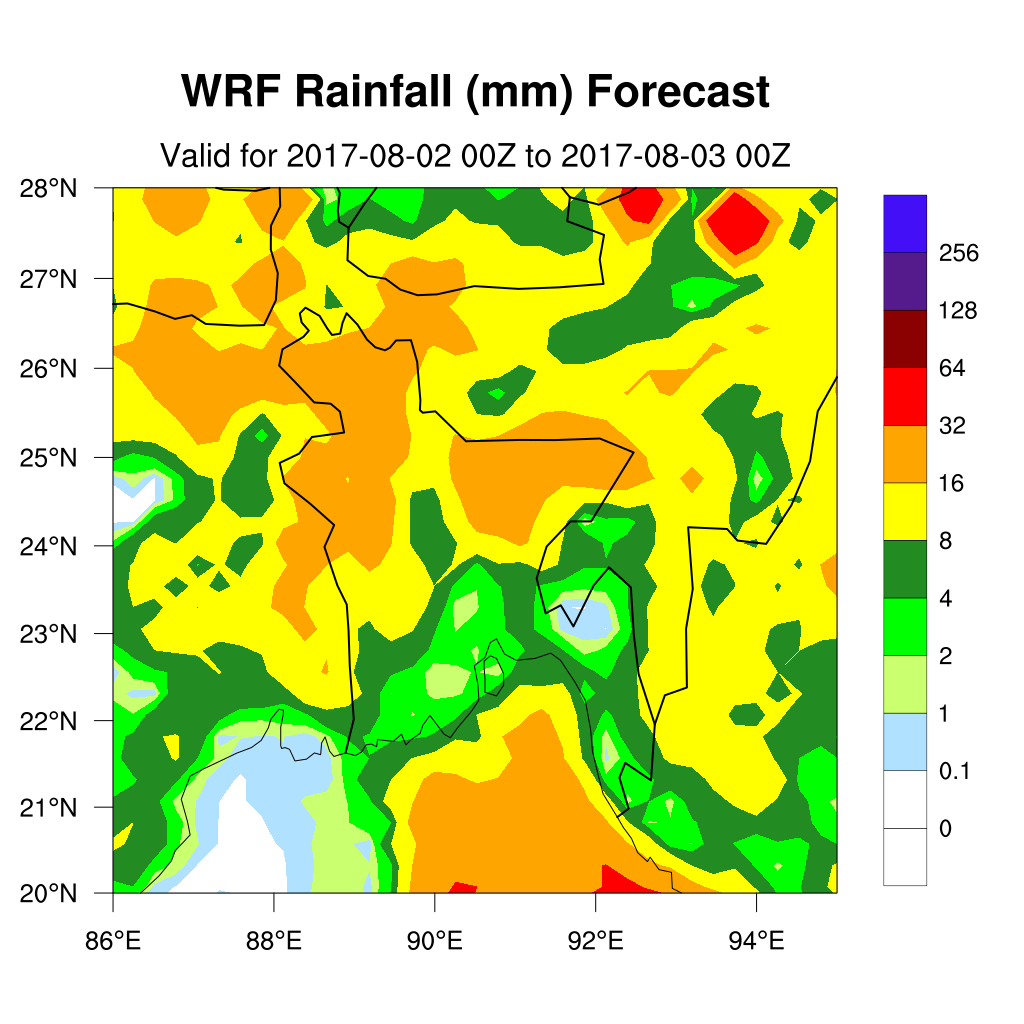 WRF Rainfall (mm) Forecast
Valid for 2017-08-02 00Z to 2017-08-03 00Z
28°N
27°N
26°N
25°N
24°N
23°N
22°N
21°N
20°N
86°E
88°E
90°E
92°E
94°E
256
128
64
32
16
8
4
2
1
0.1
0